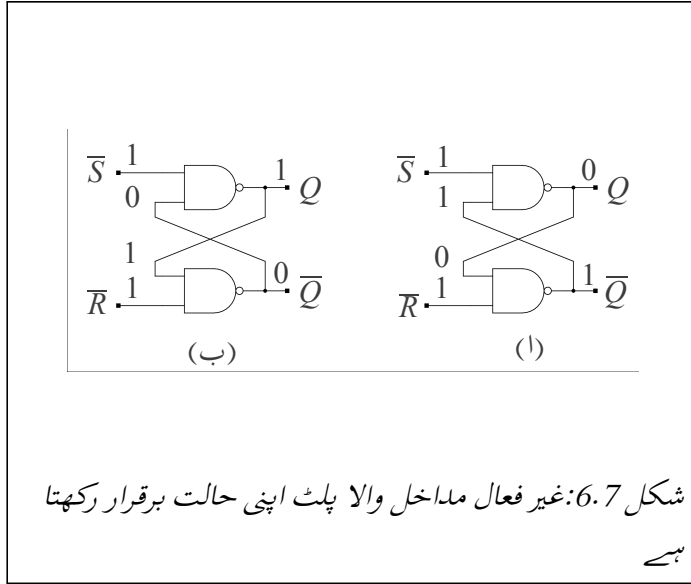 S̅ 1 1 Q
0
1
R̅ 1 0 Q̅
(ب)
S̅ 1 0 Q
1
0
R̅ 1 1 Q̅
(ا)
شکل 6.7:غیر فعال مداخل والا پلٹ اپنی حالت برقرار رکھتا
ہے